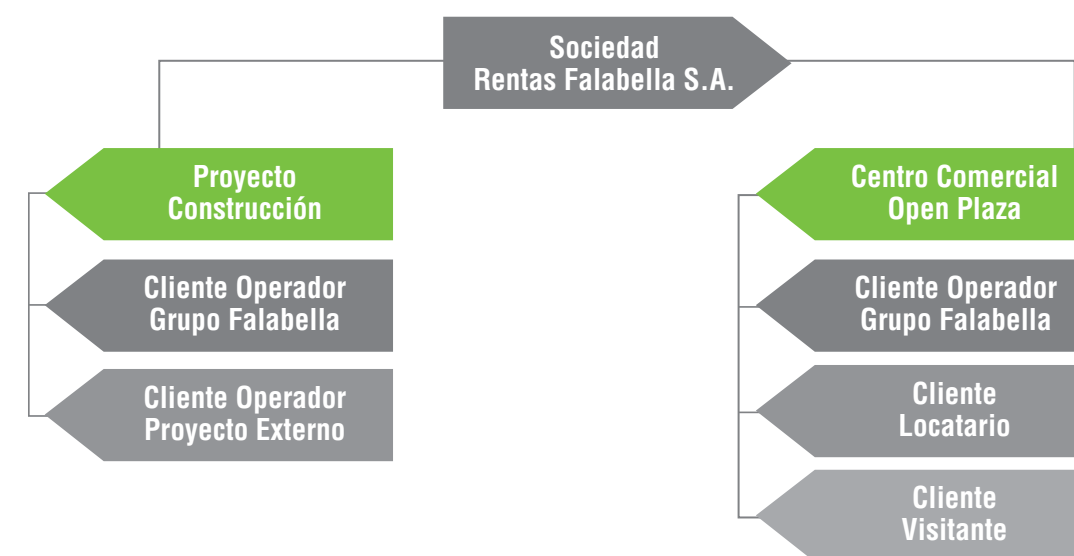 Sociedad
Rentas Falabella S.A.
Proyecto
Construcción
Cliente Operador
Grupo Falabella
Cliente Operador
Proyecto Externo
Centro Comercial
Open Plaza
Cliente Operador
Grupo Falabella
Cliente
Locatario
Cliente
Visitante